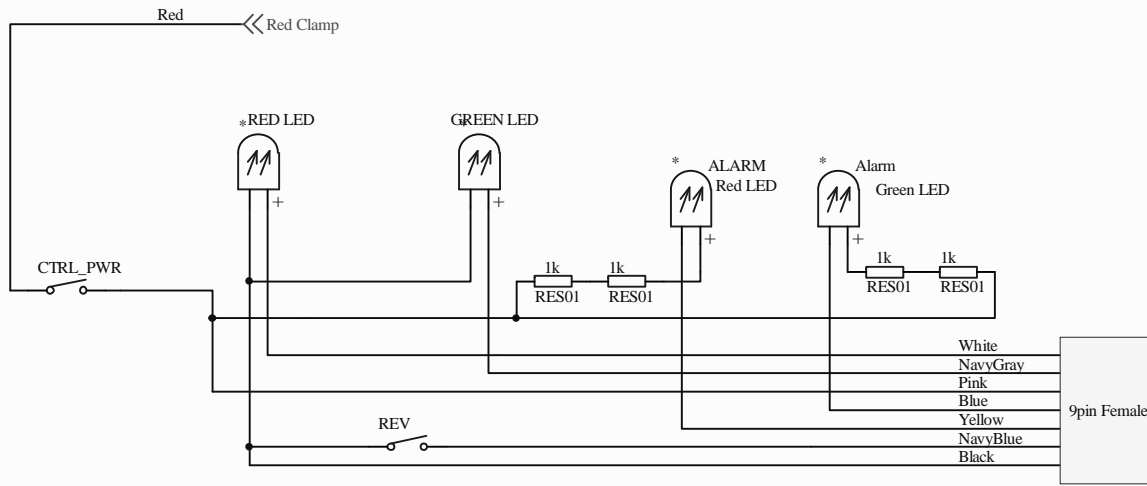 Red
Red Clamp
* RED LED
* GREEN LED
* ALARM
Red LED
* Alarm
Green LED
+
+
+
+
CTRL_PWR
1k
RES01
1k
RES01
1k
RES01
1k
RES01
White
NavyGray
Pink
Blue
Yellow
NavyBlue
Black
9pin Female
REV